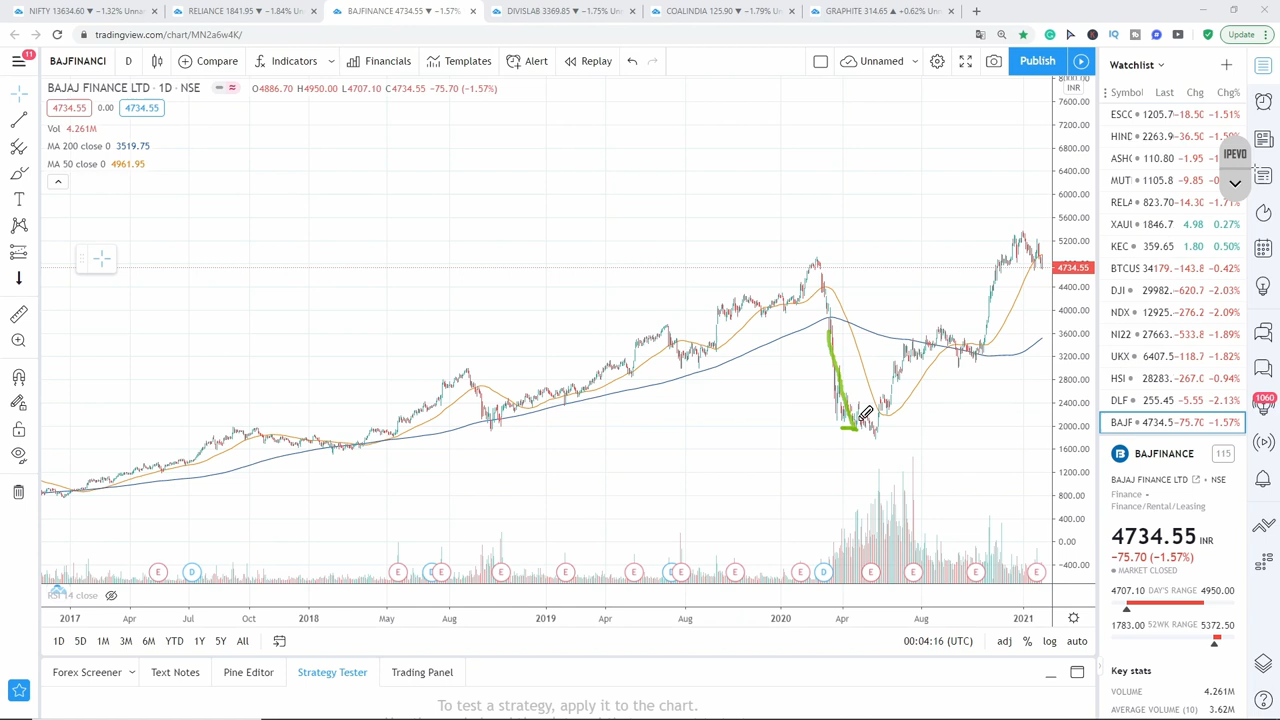 NIFTY 13634.60 ▼ −1.32% Unna
RELIANCE 1841.95 ▼ −1.84% Un
BAJFINANCE 4734.55 ▼ −1.57%
DIVISLAB 3369.85 ▼ −1.75% Un
COALINDIA 125.90 ▼ −1.79% Un
GRAPHITE 314.65 ▲ +0.62% Un
tradingview.com/chart/MN2a6w4K/
IQ
Update
11
BAJFINANCI
D
Compare
Indicators
Financials
Templates
Alert
Replay
Unnamed
Publish
BAJAJ FINANCE LTD · 1D · NSE
O4886.70 H4950.00 L4707.10 C4734.55 −75.70 (−1.57%)
4734.55 0.00 4734.55
Vol 4.261M
MA 200 close 0 3519.75
MA 50 close 0 4961.95
8000.00
INR
7600.00
7200.00
6800.00
6400.00
6000.00
5600.00
5200.00
4734.55
4400.00
4000.00
3600.00
3200.00
2800.00
2400.00
2000.00
1600.00
1200.00
800.00
400.00
0.00
−400.00
E D E D E E E E D E E E D E E E E
RSI 14 close
2017 Apr Jul Oct 2018 May Aug 2019 Apr Aug 2020 Apr Aug 2021
1D 5D 1M 3M 6M YTD 1Y 5Y All
00:04:16 (UTC) adj % log auto
Forex Screener
Text Notes
Pine Editor
Strategy Tester
Trading Panel
To test a strategy, apply it to the charts.
Watchlist
Symbol Last Chg Chg%
ESCO 1205.7 −18.50 −1.51%
HIND 2263.9 −36.50 −1.59%
ASHO 110.80 −1.95
MUT 1105.8 −9.85
RELA 823.70 −14.30 −1.71%
XAU 1846.7 4.98 0.27%
KEC 359.65 1.80 0.50%
BTCUS 34179. −143.8 −0.42%
DJI 29982. −620.7 −2.03%
NDX 12925. −276.2 −2.09%
NI22 27663. −533.8 −1.89%
UKX 6407.5 −118.7 −1.82%
HSI 28283. −267.0 −0.94%
DLF 255.45 −5.55 −2.13%
BAJF 4734.5 −75.70 −1.57%
IPEVO
1060
BAJFINANCE
115
BAJAJ FINANCE LTD • NSE
Finance •
Finance/Rental/Leasing
4734.55 INR
−75.70 (−1.57%)
MARKET CLOSED
4707.10 DAY'S RANGE 4950.00
1783.00 52WK RANGE 5372.50
Key stats
VOLUME 4.261M
AVERAGE VOLUME (10) 3.62M